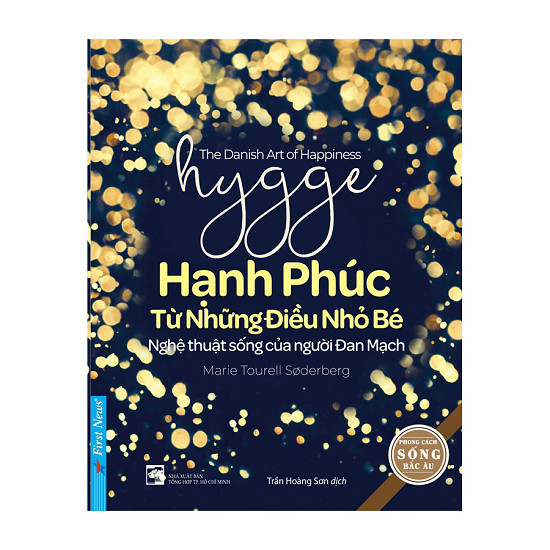 The Danish Art of Happiness
hygge
Hạnh Phúc
Từ Những Điều Nhỏ Bé
Nghệ thuật sống của người Đan Mạch
Marie Tourell Søderberg
First News
PHONG CÁCH
SỐNG
BẮC ÂU
NHÀ XUẤT BẢN
TỔNG HỢP TP. HỒ CHÍ MINH
Trần Hoàng Sơn dịch